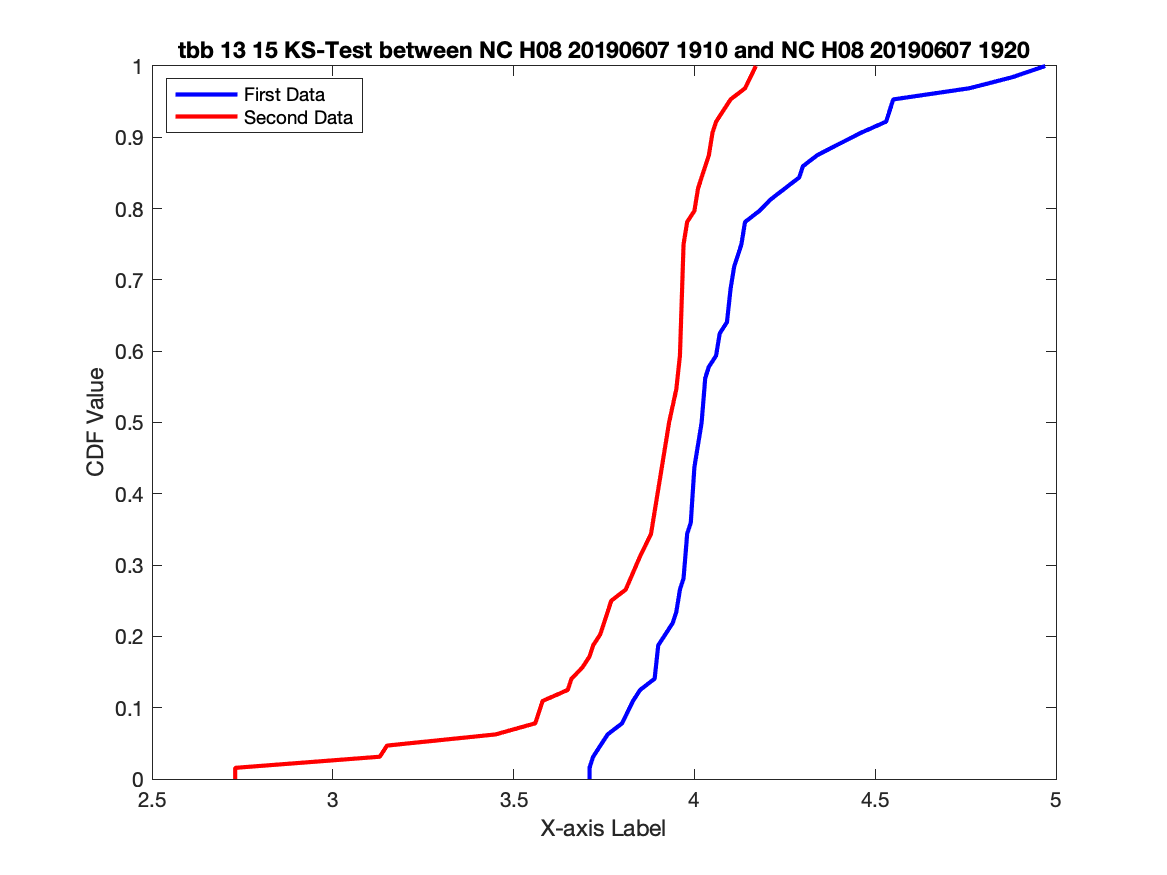 tbb 13 15 KS-Test between NC H08 20190607 1910 and NC H08 20190607 1920
First Data
Second Data
1
0.9
0.8
0.7
0.6
0.5
0.4
0.3
0.2
0.1
0
CDF Value
2.5 3 3.5 4 4.5 5
X-axis Label